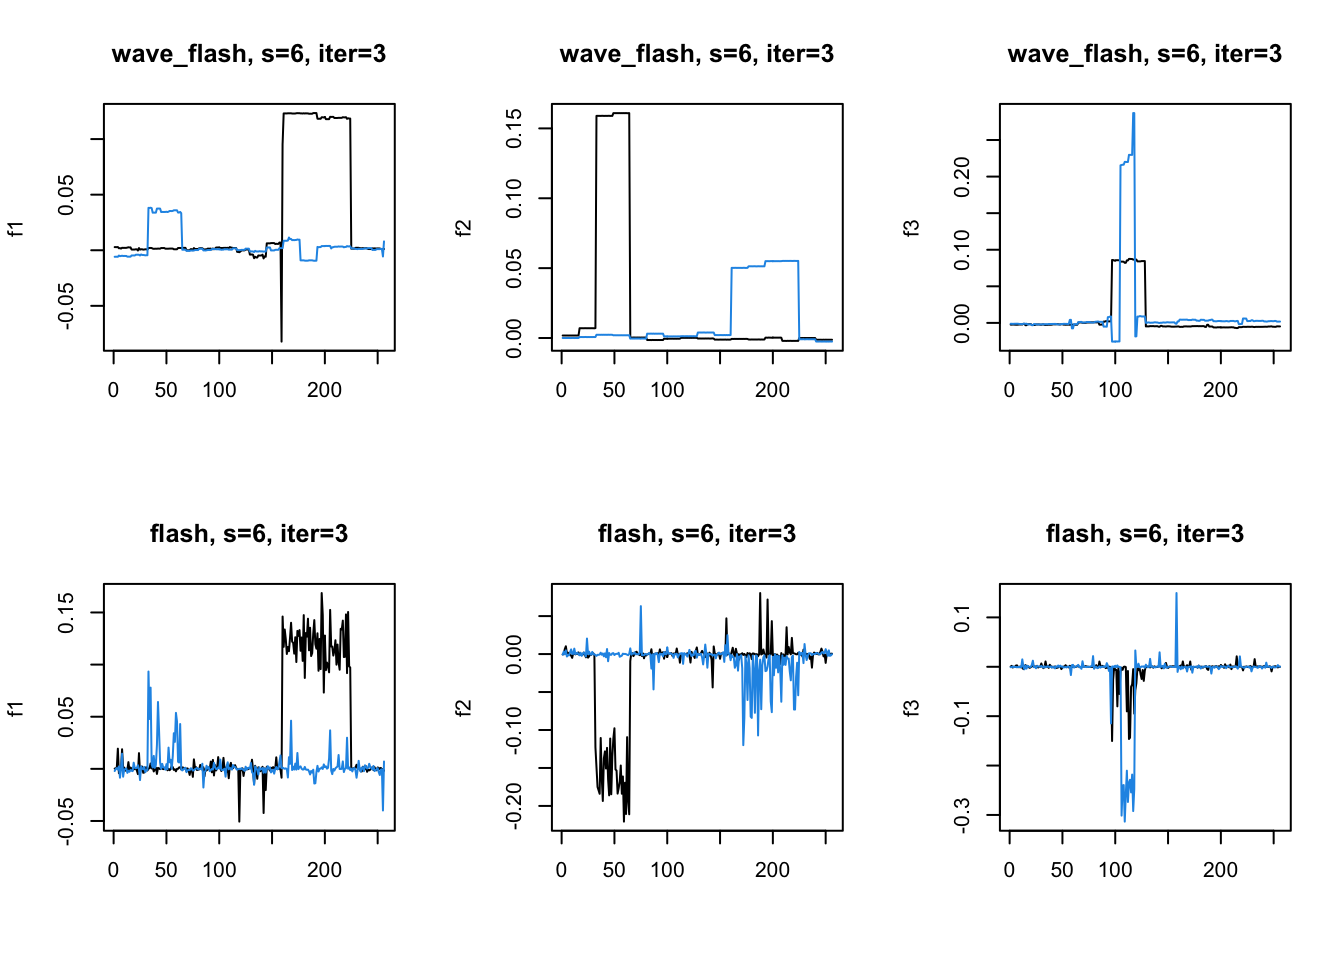 wave_flash, s=6, iter=3
f1
0.05
-0.05
0 50 100 200
wave_flash, s=6, iter=3
f2
0.15
0.10
0.05
0.00
0 50 100 200
wave_flash, s=6, iter=3
f3
0.20
0.10
0.00
0 50 100 200
flash, s=6, iter=3
f1
0.15
0.05
-0.05
0 50 100 200
flash, s=6, iter=3
f2
0.00
-0.10
-0.20
0 50 100 200
flash, s=6, iter=3
f3
0.1
-0.1
-0.3
0 50 100 200